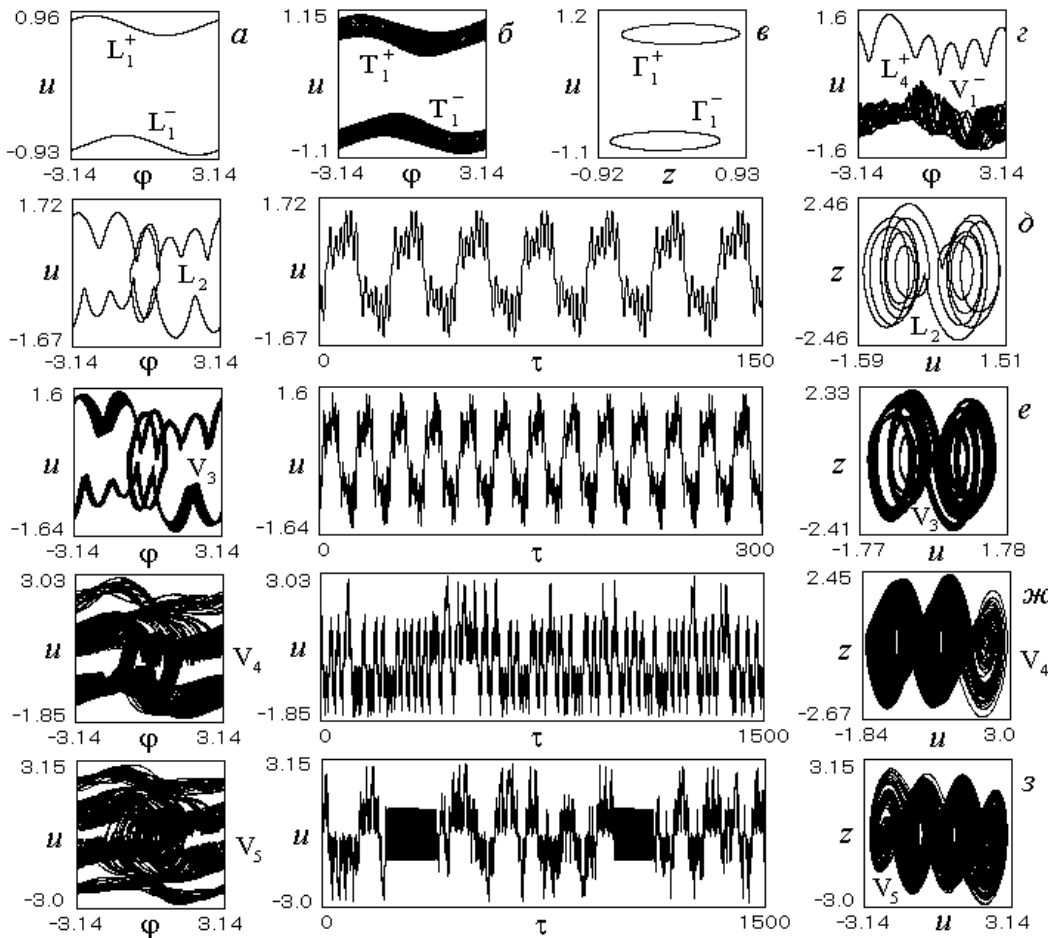 0.96 L₁⁺ u L₁⁻ -0.93 -3.14 φ 3.14 а
1.15 T₁⁺ u T₁⁻ -1.1 -3.14 φ 3.14 б
1.2 Γ₁⁺ u Γ₁⁻ -1.1 -0.92 z 0.93 в
1.6 L₄⁺ V₁⁻ u -1.6 -3.14 φ 3.14 г
1.72 u L₂ -1.67 -3.14 φ 3.14
1.72 u -1.67 0 τ 150
2.46 z L₂ -2.46 -1.59 u 1.51 д
1.6 u V₃ -1.64 -3.14 φ 3.14
1.6 u -1.64 0 τ 300
2.33 z V₃ -2.41 -1.77 u 1.78 е
3.03 u V₄ -1.85 -3.14 φ 3.14
3.03 u -1.85 0 τ 1500
2.45 z V₄ -2.67 -1.84 u 3.0 ж
3.15 u V₅ -3.0 -3.14 φ 3.14
3.15 u -3.0 0 τ 1500
3.15 z V₅ -3.0 -3.14 u 3.14 з